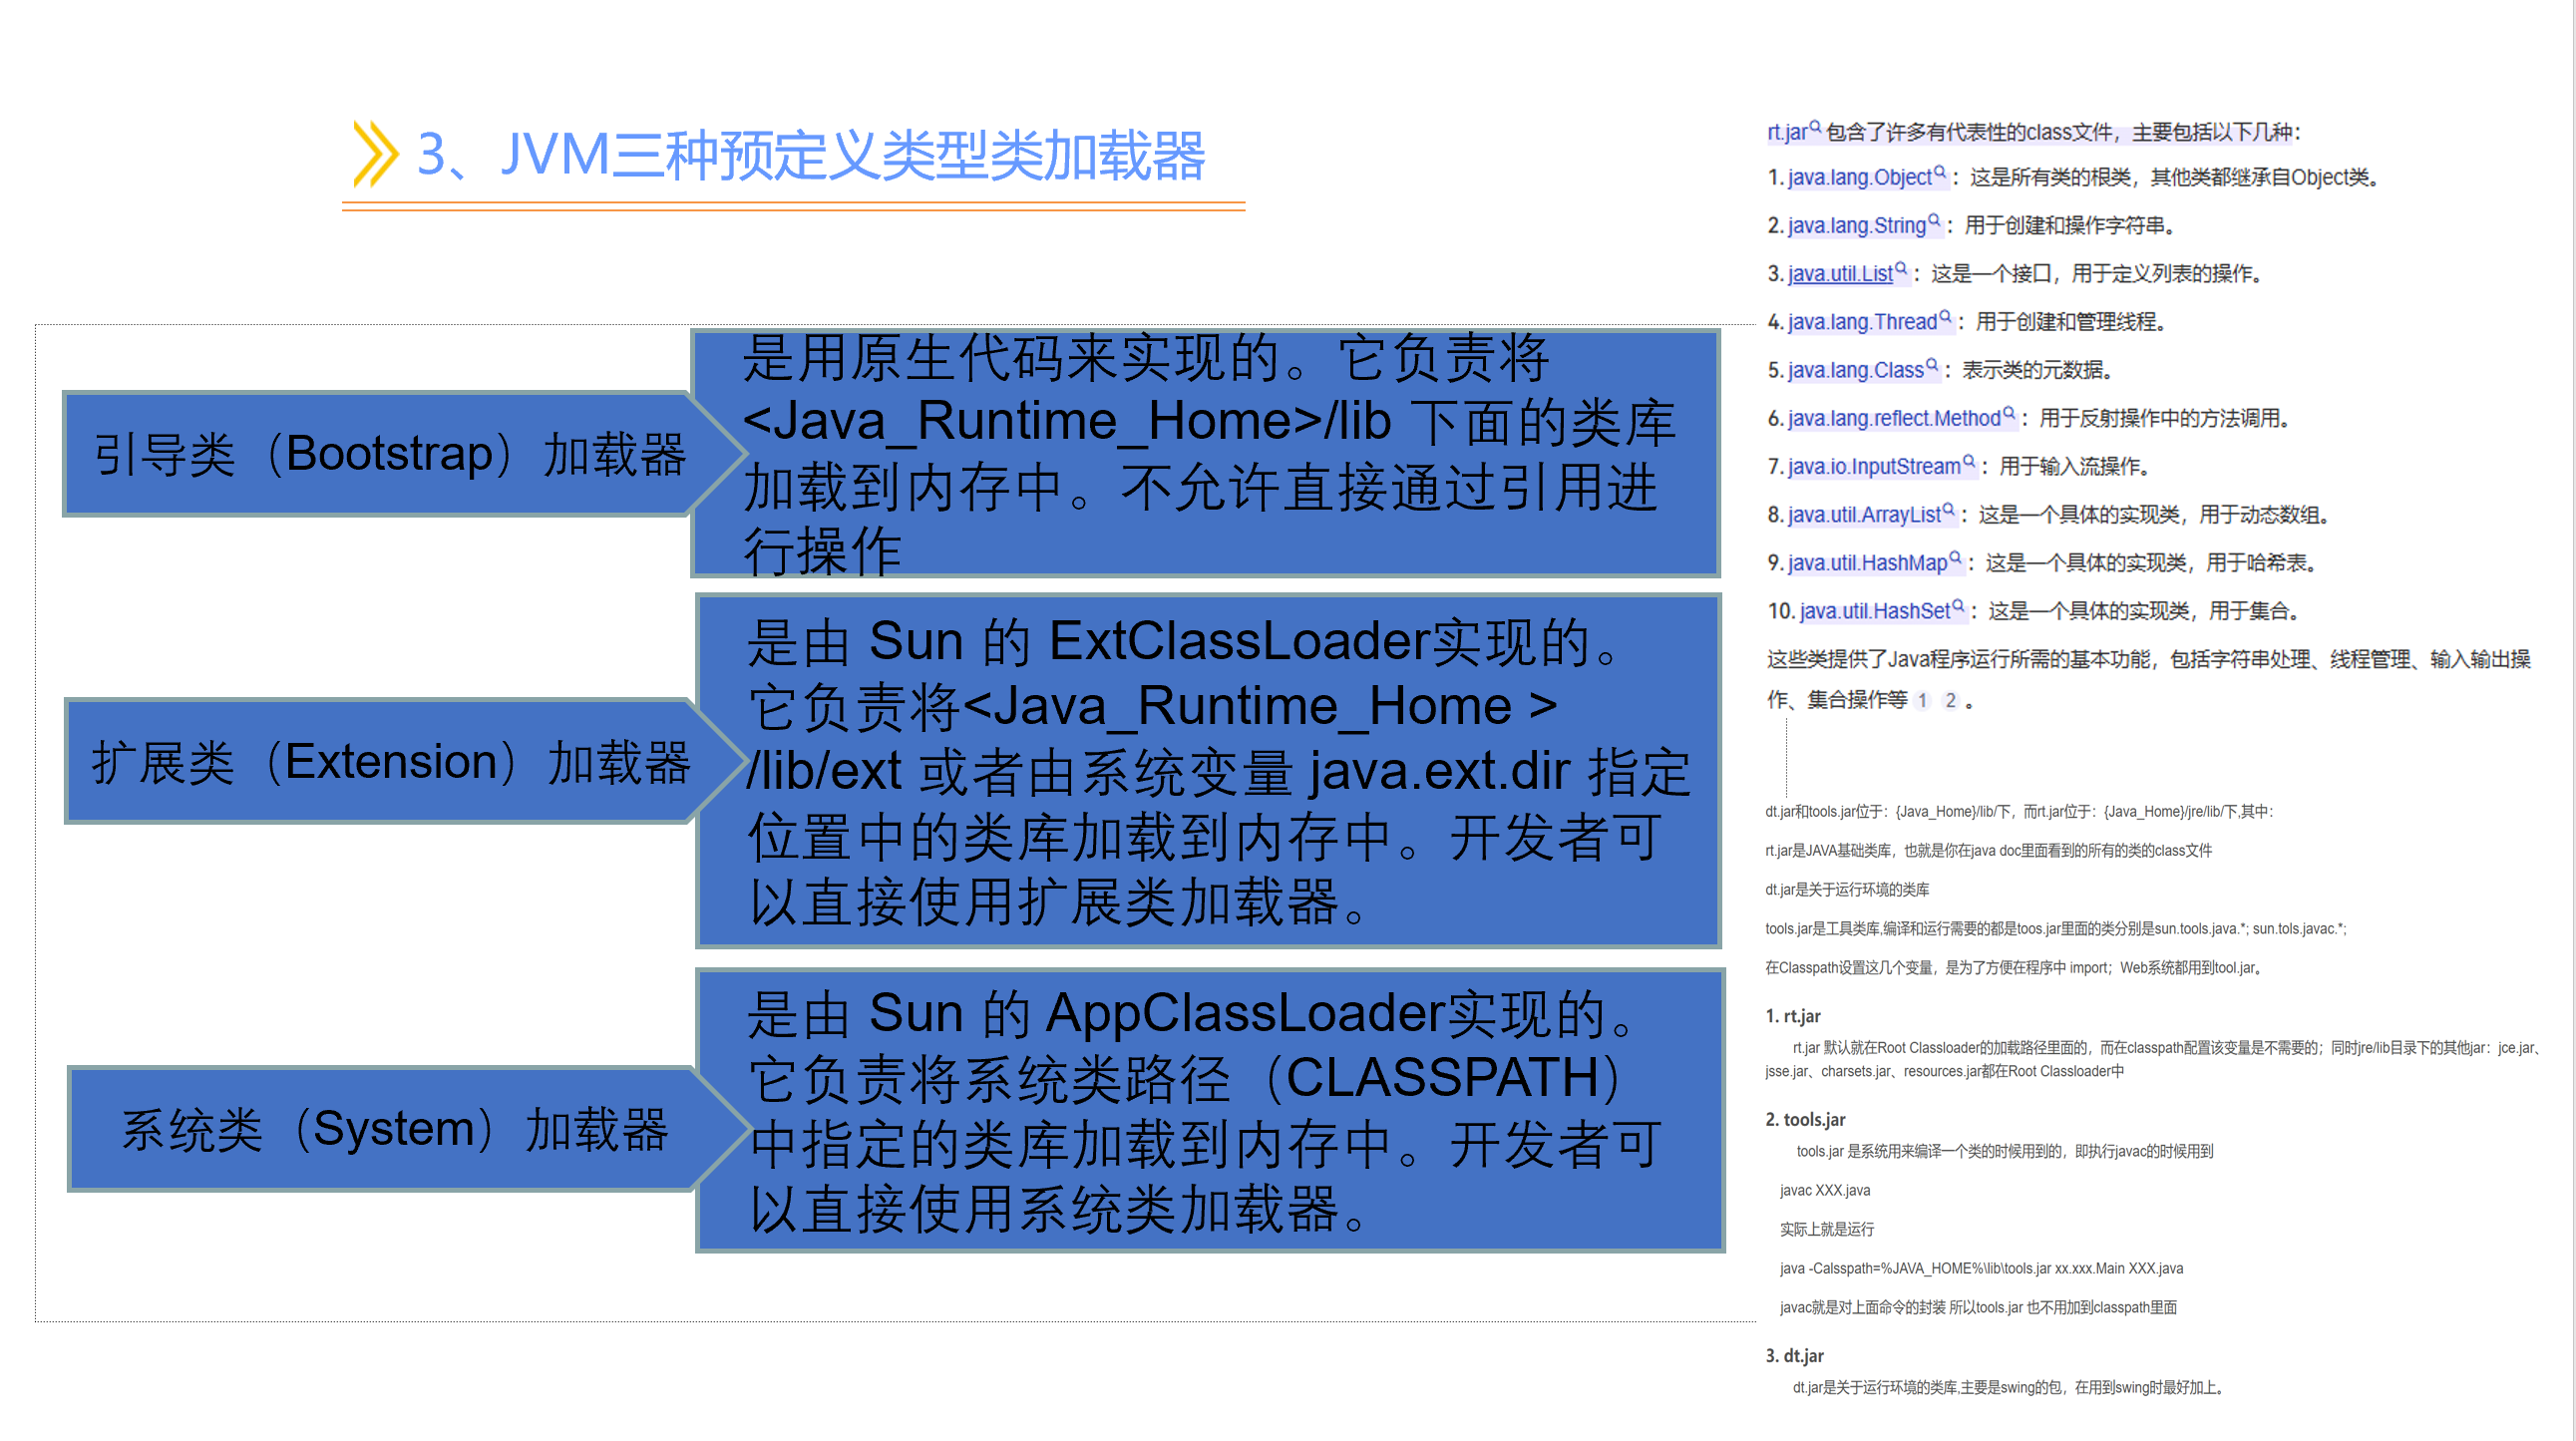 3、JVM三种预定义类型类加载器
引导类（Bootstrap）加载器
是用原生代码来实现的。它负责将
<Java_Runtime_Home>/lib 下面的类库
加载到内存中。不允许直接通过引用进
行操作
扩展类（Extension）加载器
是由 Sun 的 ExtClassLoader实现的。
它负责将<Java_Runtime_Home >
/lib/ext 或者由系统变量 java.ext.dir 指定
位置中的类库加载到内存中。开发者可
以直接使用扩展类加载器。
系统类（System）加载器
是由 Sun 的 AppClassLoader实现的。
它负责将系统类路径（CLASSPATH）
中指定的类库加载到内存中。开发者可
以直接使用系统类加载器。
rt.jar 包含了许多有代表性的class文件，主要包括以下几种：
1. java.lang.Object：这是所有类的根类，其他类都继承自Object类。
2. java.lang.String：用于创建和操作字符串。
3. java.util.List：这是一个接口，用于定义列表的操作。
4. java.lang.Thread：用于创建和管理线程。
5. java.lang.Class：表示类的元数据。
6. java.lang.reflect.Method：用于反射操作中的方法调用。
7. java.io.InputStream：用于输入流操作。
8. java.util.ArrayList：这是一个具体的实现类，用于动态数组。
9. java.util.HashMap：这是一个具体的实现类，用于哈希表。
10. java.util.HashSet：这是一个具体的实现类，用于集合。
这些类提供了Java程序运行所需的基本功能，包括字符串处理、线程管理、输入输出操
作、集合操作等 1 2 。
dt.jar和tools.jar位于：{Java_Home}/lib/下，而rt.jar位于：{Java_Home}/jre/lib/下,其中：
rt.jar是JAVA基础类库，也就是你在java doc里面看到的所有的类的class文件
dt.jar是关于运行环境的类库
tools.jar是工具类库,编译和运行需要的都是toos.jar里面的类分别是sun.tools.java.*; sun.tols.javac.*;
在Classpath设置这几个变量，是为了方便在程序中 import；Web系统都用到tool.jar。
1. rt.jar
rt.jar 默认就在Root Classloader的加载路径里面的，而在classpath配置该变量是不需要的；同时jre/lib目录下的其他jar：jce.jar、
jsse.jar、charsets.jar、resources.jar都在Root Classloader中
2. tools.jar
tools.jar 是系统用来编译一个类的时候用到的，即执行javac的时候用到
javac XXX.java
实际上就是运行
java -Calsspath=%JAVA_HOME%\lib\tools.jar xx.xxx.Main XXX.java
javac就是对上面命令的封装 所以tools.jar 也不用加到classpath里面
3. dt.jar
dt.jar是关于运行环境的类库,主要是swing的包，在用到swing时最好加上。